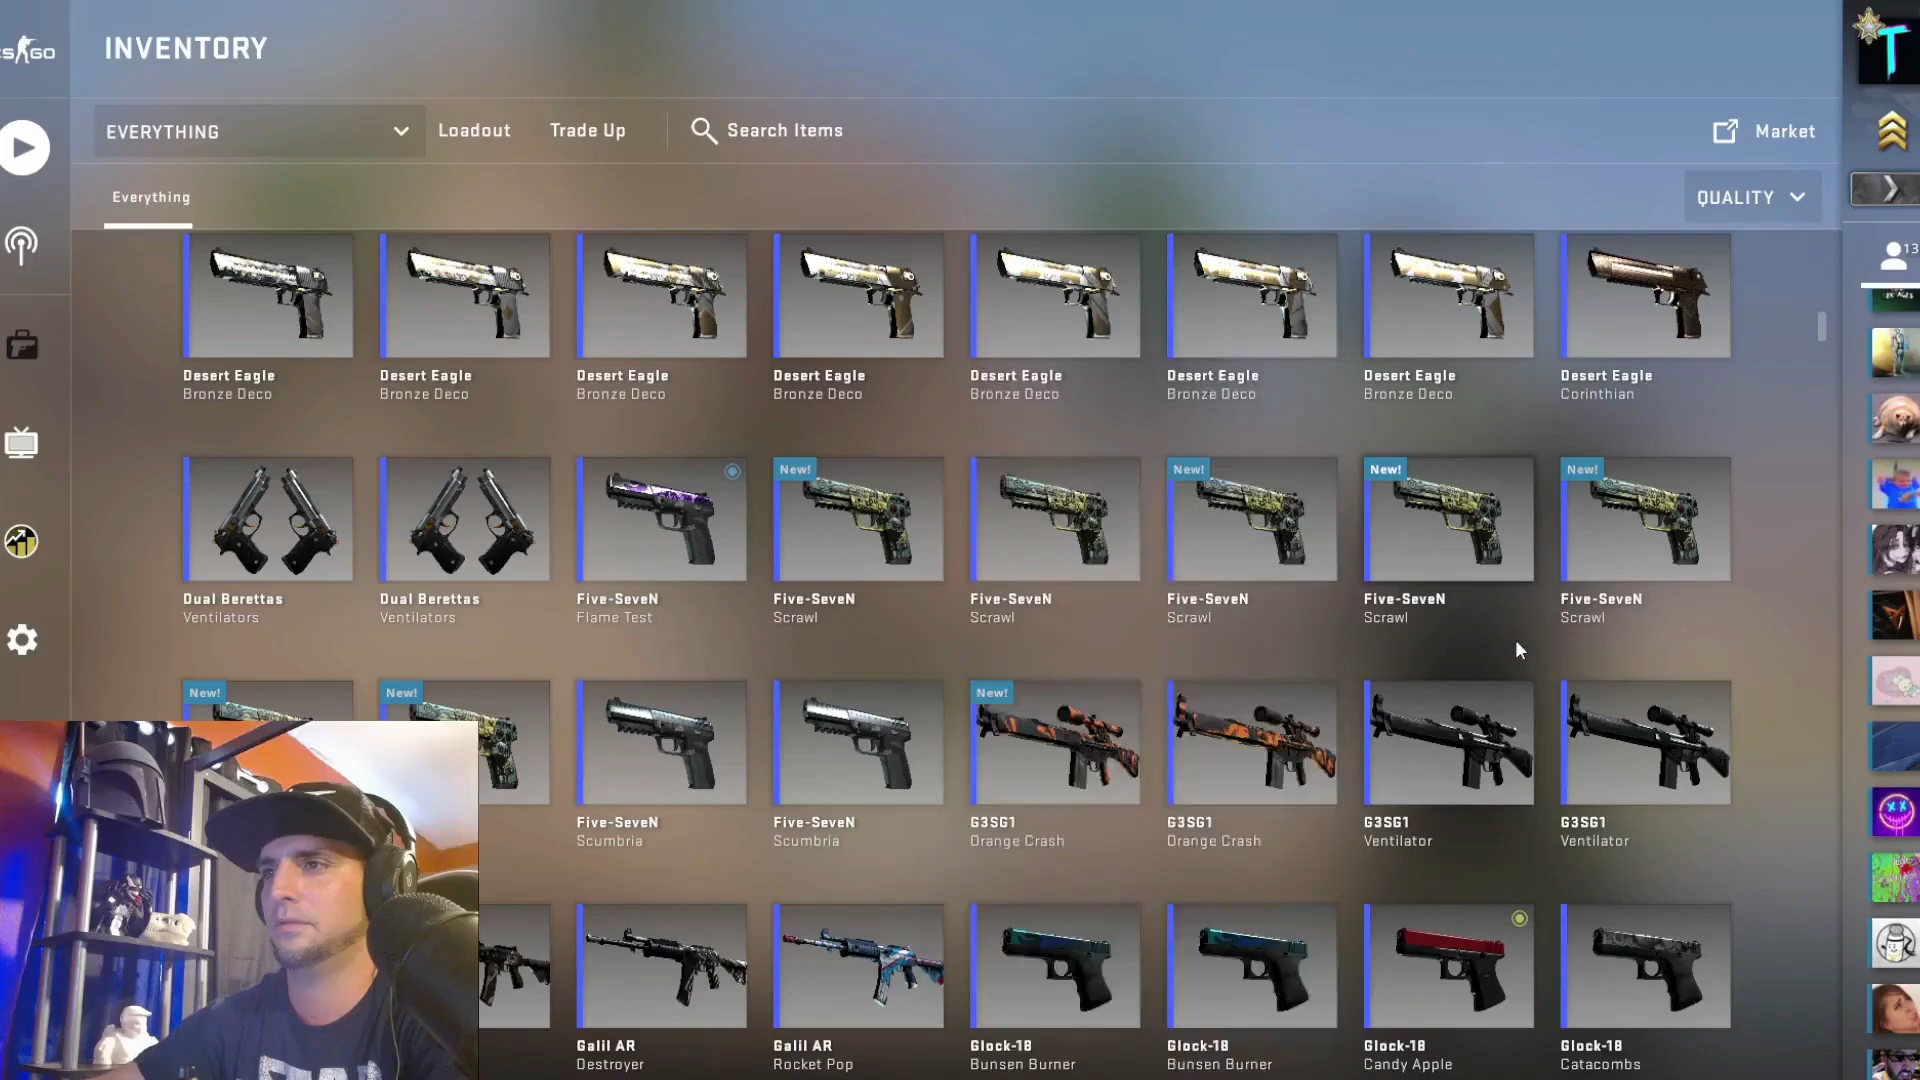 CS:GO
INVENTORY
EVERYTHING
Loadout
Trade Up
Search Items
Market
Everything
QUALITY
13
Desert Eagle
Bronze Deco
Desert Eagle
Bronze Deco
Desert Eagle
Bronze Deco
Desert Eagle
Bronze Deco
Desert Eagle
Bronze Deco
Desert Eagle
Bronze Deco
Desert Eagle
Bronze Deco
Desert Eagle
Corinthian
New!
New!
New!
New!
Dual Berettas
Ventilators
Dual Berettas
Ventilators
Five-SeveN
Flame Test
Five-SeveN
Scrawl
Five-SeveN
Scrawl
Five-SeveN
Scrawl
Five-SeveN
Scrawl
Five-SeveN
Scrawl
New!
New!
New!
Five-SeveN
Scumbria
Five-SeveN
Scumbria
G3SG1
Orange Crash
G3SG1
Orange Crash
G3SG1
Ventilator
G3SG1
Ventilator
Galil AR
Destroyer
Galil AR
Rocket Pop
Glock-18
Bunsen Burner
Glock-18
Bunsen Burner
Glock-18
Candy Apple
Glock-18
Catacombs